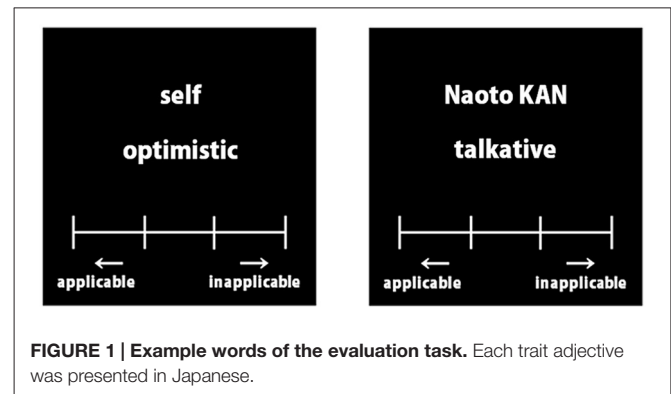 self
optimistic
← →
applicable inapplicable
Naoto KAN
talkative
← →
applicable inapplicable
FIGURE 1 | Example words of the evaluation task. Each trait adjective
was presented in Japanese.